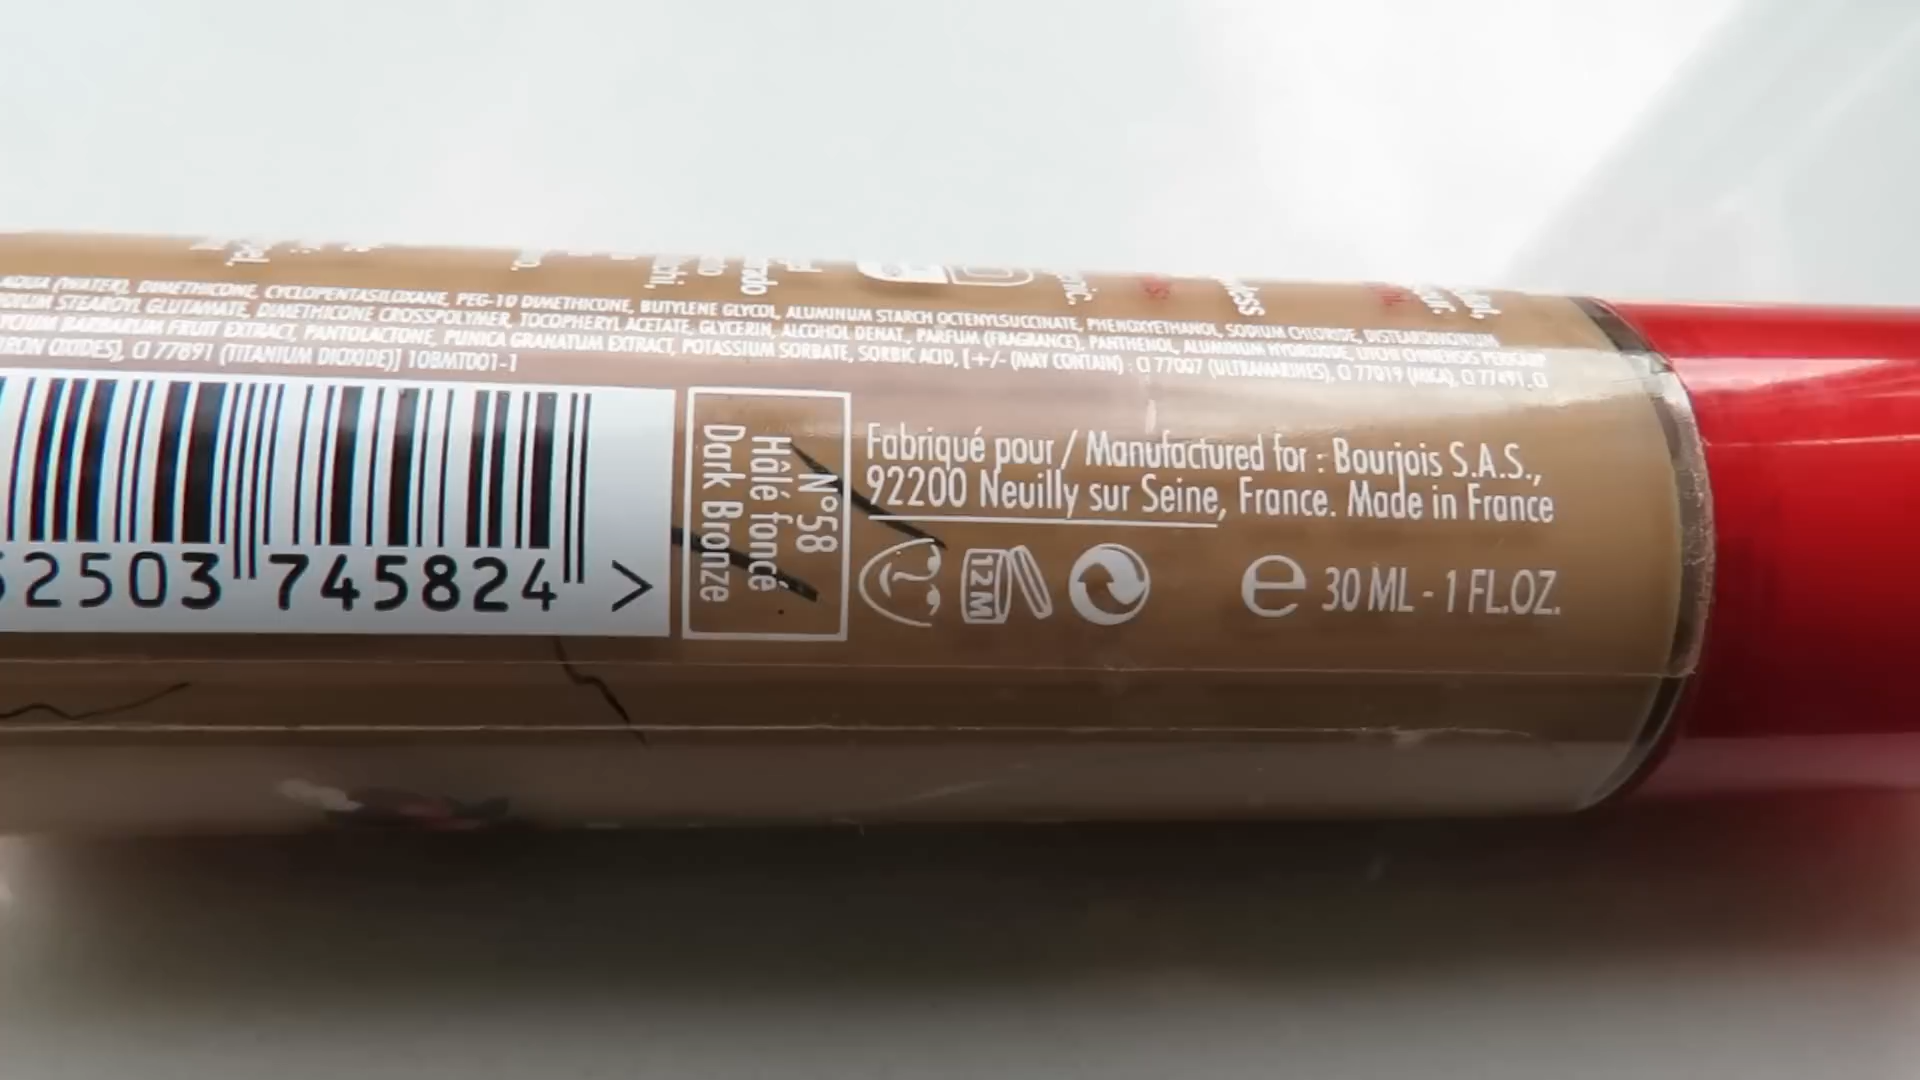 AQUA (WATER), DIMETHICONE, CYCLOPENTASILOXANE, PEG-10 DIMETHICONE, BUTYLENE GLYCOL, ALUMINUM STARCH OCTENYLSUCCINATE, PHENOXYETHANOL, SODIUM CHLORIDE, DISTEARDIMONIUM
STEAROYL GLUTAMATE, DIMETHICONE CROSSPOLYMER, TOCOPHERYL ACETATE, GLYCERIN, ALCOHOL DENAT., PARFUM (FRAGRANCE), PANTHENOL, ALUMINUM HYDROXIDE, LITCHI CHINENSIS PERICARP
BARBARUM FRUIT EXTRACT, PANTOLACTONE, PUNICA GRANATUM EXTRACT, POTASSIUM SORBATE, SORBIC ACID, [+/- (MAY CONTAIN) : CI 77007 (ULTRAMARINES), CI 77019 (MICA), CI 77491, CI
IRON OXIDES), CI 77891 (TITANIUM DIOXIDE)] 10BMT001-1
52503 745824 >
N°58
Hâlé foncé
Dark Bronze
Fabriqué pour / Manufactured for : Bourjois S.A.S.,
92200 Neuilly sur Seine, France. Made in France
12M
e 30 ML - 1 FL.OZ.